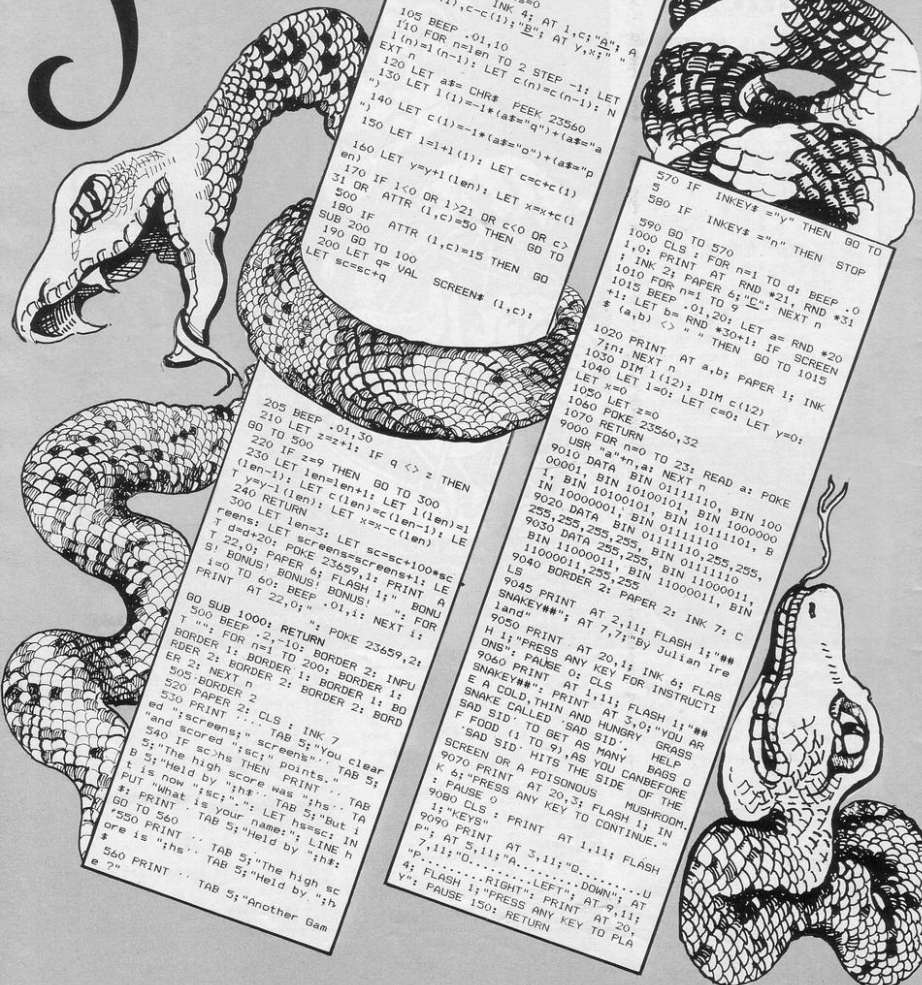 s=0
INK 4; AT 1,c;"A"; A
),c-c(1);"B"; AT y,x;" "
105 BEEP .01,10
110 FOR n=len TO 2 STEP -1: LET
l(n)=l(n-1): LET c(n)=c(n-1): N
EXT n
120 LET a$= CHR$ PEEK 23560
130 LET l(1)=-1*(a$="q")+(a$="a
")
140 LET c(1)=-1*(a$="o")+(a$="p
")
150 LET l=l+l(1): LET c=c+c(1)
160 LET y=y+l(len): LET x=x+c(l
en)
170 IF l<0 OR l>21 OR c<0 OR c>
31 OR ATTR (l,c)=50 THEN GO TO
500
180 IF ATTR (l,c)=15 THEN GO
SUB 200
190 GO TO 100
200 LET q= VAL SCREEN$ (l,c):
LET sc=sc+q
205 BEEP .01,30
210 LET z=z+1: IF q <> z THEN
GO TO 500
220 IF z=9 THEN GO TO 300
230 LET len=len+1: LET l(len)=l
(len-1): LET c(len)=c(len-1): LE
T y=y-l(len): LET x=x-c(len)
240 RETURN
300 LET len=3: LET sc=sc+100*sc
reens: LET screens=screens+1: LE
T d=d+20: POKE 23659,1: PRINT A
T 22,0; PAPER 6; FLASH 1;" BONU
S! BONUS! BONUS! BONUS! ": FOR
i=0 TO 60: BEEP .01,i: NEXT i:
PRINT AT 22,0;" ": POKE 23659,2:
GO SUB 1000: RETURN
500 BEEP .2,-10: BORDER 2: INPU
T "": FOR n=1 TO 200: BORDER 1:
BORDER 1: BORDER 1: BORDER 1: BO
RDER 2: BORDER 2: BORDER 2: BORD
ER 2: NEXT n
505 BORDER 2
520 PAPER 2: CLS : INK 7
530 PRINT '''' TAB 5;"You clear
ed ";screens;" screens"'' TAB 5;
"and scored ";sc;" points."
540 IF sc>hs THEN PRINT '' TAB
5;"The high score was ";hs'' TAB
5;"Held by ";h$'' TAB 5;"But i
t is now ";sc;".": LET hs=sc: IN
PUT "What is your name:"; LINE h
$: PRINT '' TAB 5;"Held by ";h$:
GO TO 560
*550 PRINT '' TAB 5;"The high sc
ore is ";hs'' TAB 5;"Held by ";h
$
560 PRINT '' TAB 5;"Another Gam
e ?"
570 IF INKEY$ ="y" THEN GO TO
5
580 IF INKEY$ ="n" THEN STOP
590 GO TO 570
1000 CLS : FOR n=1 TO d: BEEP .0
1,0: PRINT AT RND *21, RND *31
; INK 2; PAPER 6;"C": NEXT n
1010 FOR n=1 TO 9
1015 BEEP .01,20: LET a= RND *20
+1: LET b= RND *30+1: IF SCREEN
$ (a,b) <> " " THEN GO TO 1015
1020 PRINT AT a,b; PAPER 1; INK
7;n: NEXT n
1030 DIM l(12): DIM c(12)
1040 LET l=0: LET c=0: LET y=0:
LET x=0
1050 LET z=0
1060 POKE 23560,32
1070 RETURN
9000 FOR n=0 TO 23: READ a: POKE
USR "a"+n,a: NEXT n
9010 DATA BIN 01111110, BIN 100
00001, BIN 10100101, BIN 1000000
1, BIN 10100101, BIN 10111101, B
IN 10000001, BIN 01111110
9020 DATA BIN 01111110,255,255,
255,255,255,255, BIN 01111110
9030 DATA 255,255, BIN 11000011,
BIN 11000011, BIN 11000011, BIN
11000011,255,255
9040 BORDER 2: PAPER 2: INK 7: C
LS
9045 PRINT AT 2,11; FLASH 1;"##
SNAKEY##"; AT 7,7;"By Julian Ire
land"
9050 PRINT AT 20,1; INK 6; FLAS
H 1;"PRESS ANY KEY FOR INSTRUCTI
ONS": PAUSE 0: CLS
9060 PRINT AT 1,11; FLASH 1;"##
SNAKEY##": PRINT AT 3,0;"YOU AR
E A COLD,THIN AND HUNGRY GRASS
SNAKE CALLED 'SAD SID'. HELP
SAD SID' TO GET AS MANY BAGS O
F FOOD (1 TO 9),AS YOU CANBEFORE
'SAD SID' HITS THE SIDE OF THE
SCREEN OR A POISONOUS MUSHROOM.
9070 PRINT AT 20,3; FLASH 1; IN
K 6;"PRESS ANY KEY TO CONTINUE."
: PAUSE 0
9080 CLS : PRINT AT 1,11; FLASH
1;"KEYS"
9090 PRINT AT 3,11;"Q.........U
P"; AT 5,11;"A.......DOWN"; AT
7,11;"O.......LEFT"; AT 9,11;
"P......RIGHT": PRINT AT 20,
4; FLASH 1;"PRESS ANY KEY TO PLA
Y": PAUSE 150: RETURN